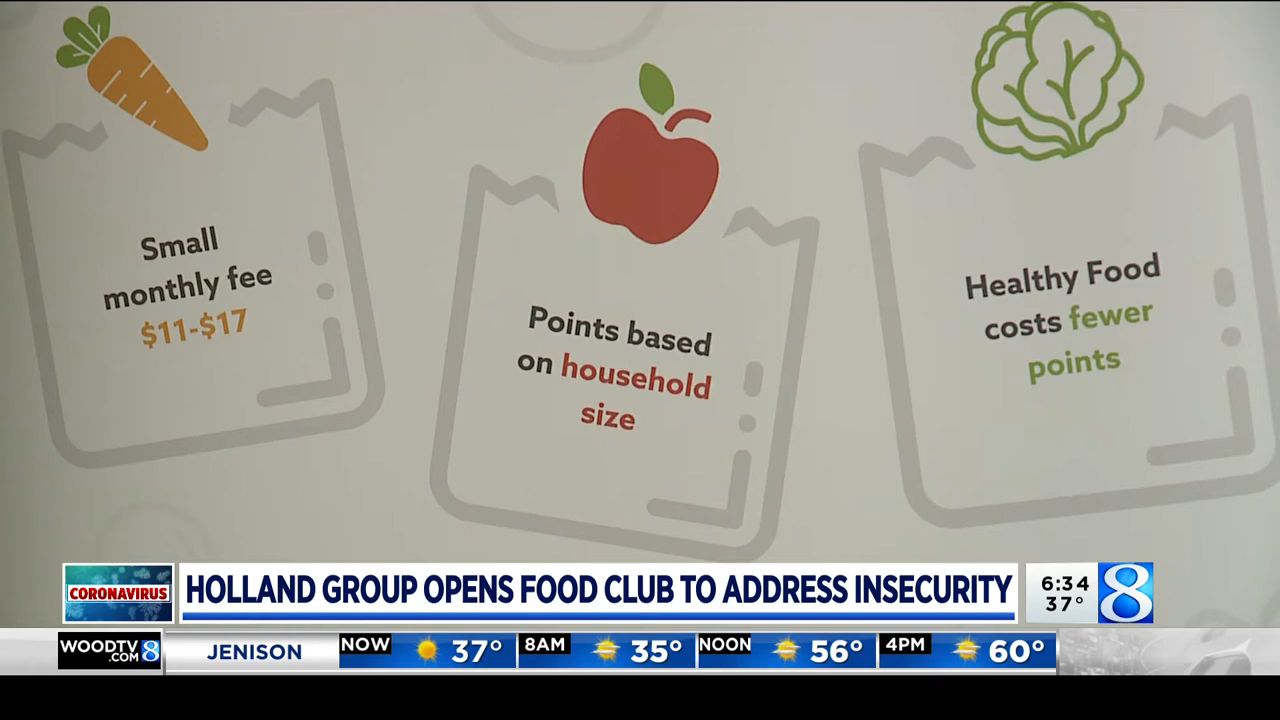 Small
monthly fee
$11-$17
Points based
on household
size
Healthy Food
costs fewer
points
CORONAVIRUS
HOLLAND GROUP OPENS FOOD CLUB TO ADDRESS INSECURITY
6:34
37°
8
WOODTV
.COM 8
JENISON
NOW 37°
8AM 35°
NOON 56°
4PM 60°